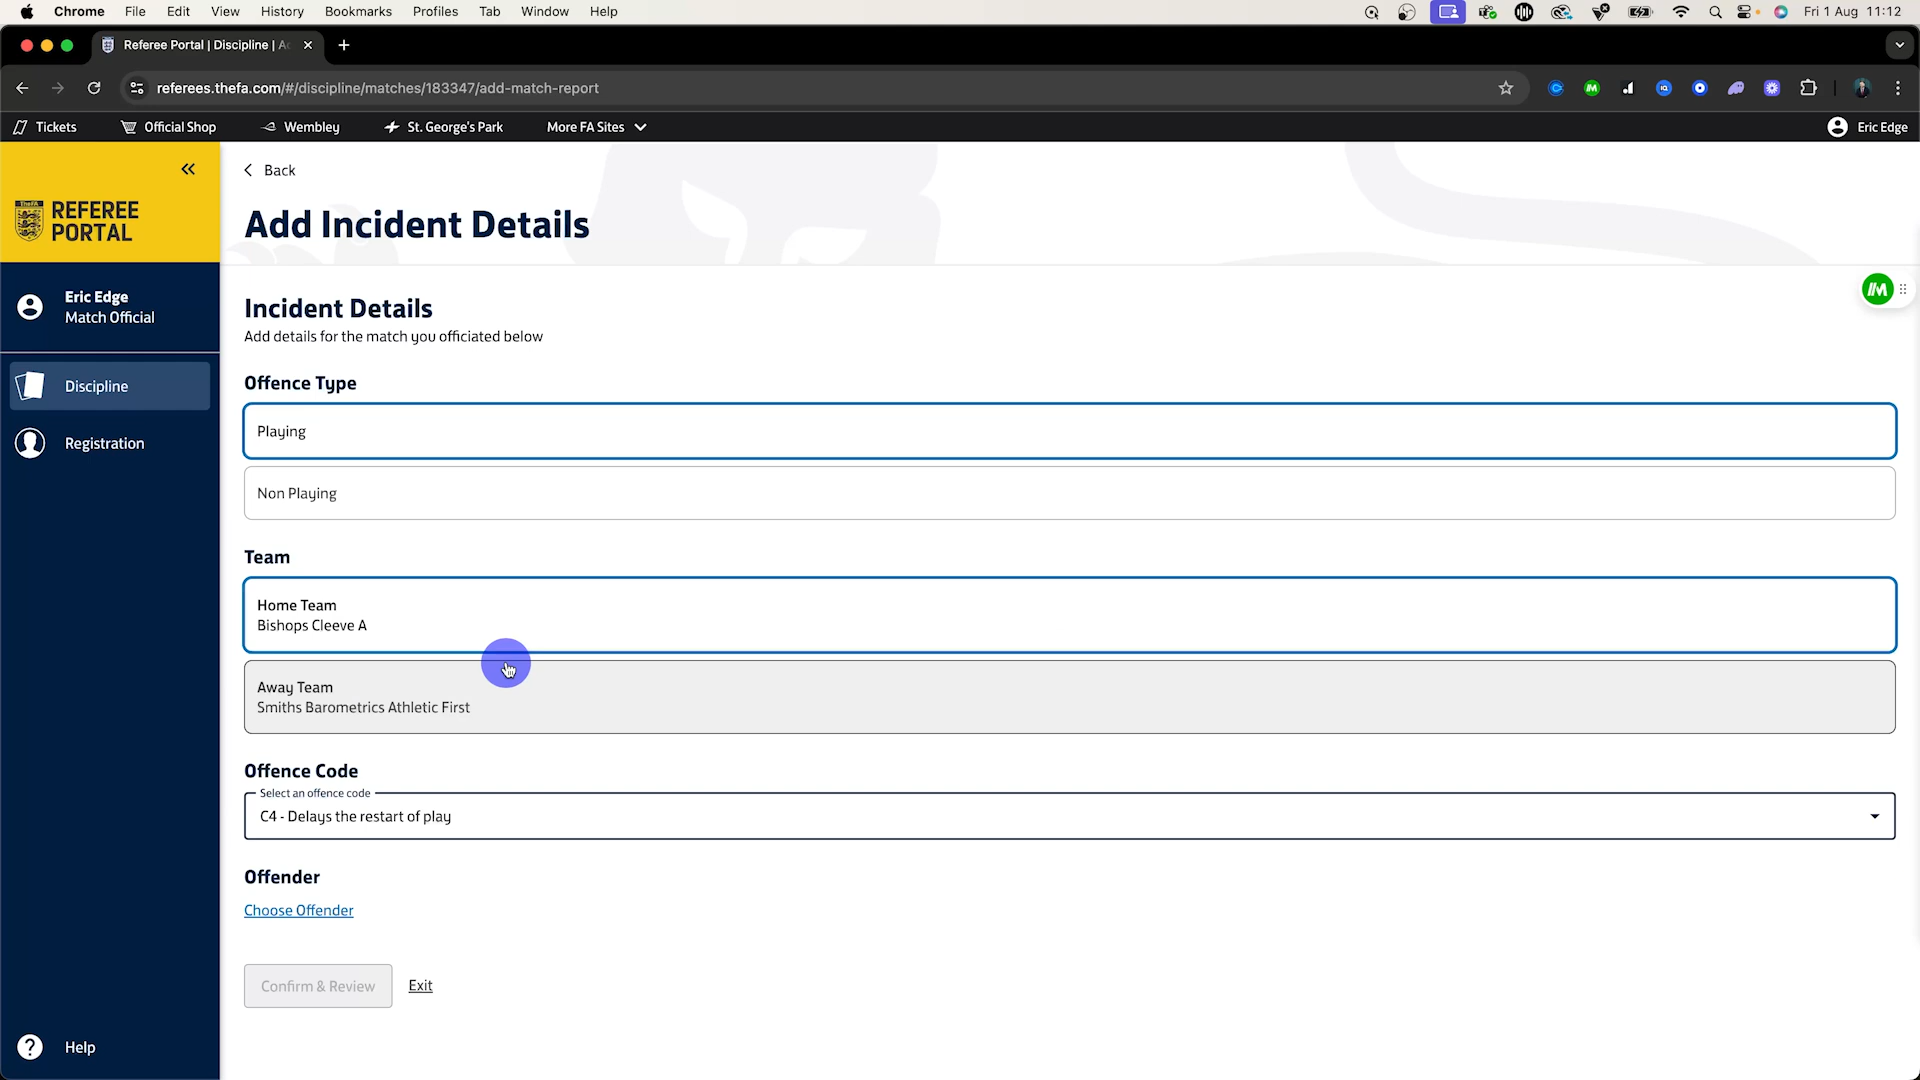 Chrome File Edit View History Bookmarks Profiles Tab Window Help Fri 1 Aug 11:12
Referee Portal | Discipline | A
referees.thefa.com/#/discipline/matches/183347/add-match-report
Tickets Official Shop Wembley St. George's Park More FA Sites Eric Edge
Back
REFEREE
PORTAL
Add Incident Details
Eric Edge
Match Official
Discipline
Registration
Help
Incident Details
Add details for the match you officiated below
Offence Type
Playing
Non Playing
Team
Home Team
Bishops Cleeve A
Away Team
Smiths Barometrics Athletic First
Offence Code
Select an offence code
C4 - Delays the restart of play
Offender
Choose Offender
Confirm & Review Exit